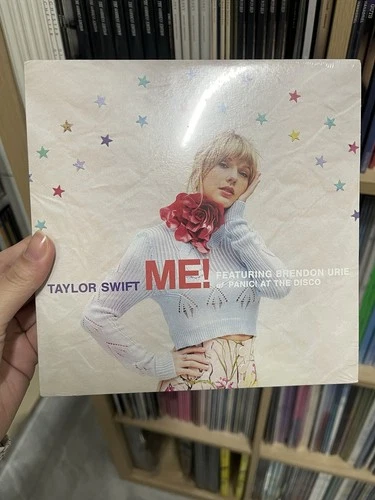 TAYLOR SWIFT ME! FEATURING BRENDON URIE
of PANIC! AT THE DISCO